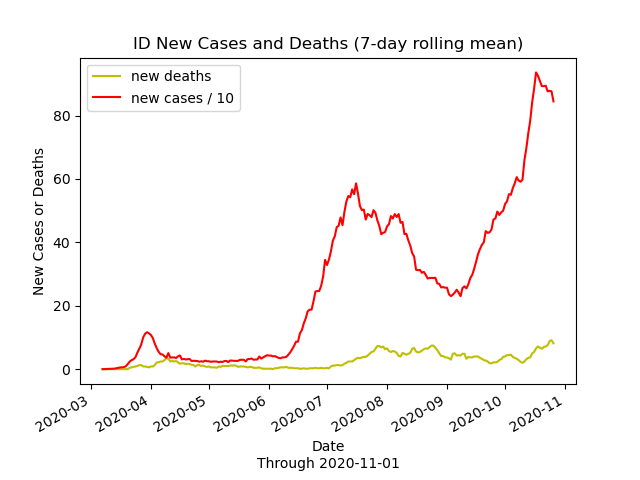 ID New Cases and Deaths (7-day rolling mean)
new deaths
new cases / 10
New Cases or Deaths
80
60
40
20
0
2020-03
2020-04
2020-05
2020-06
2020-07
2020-08
2020-09
2020-10
2020-11
Date
Through 2020-11-01